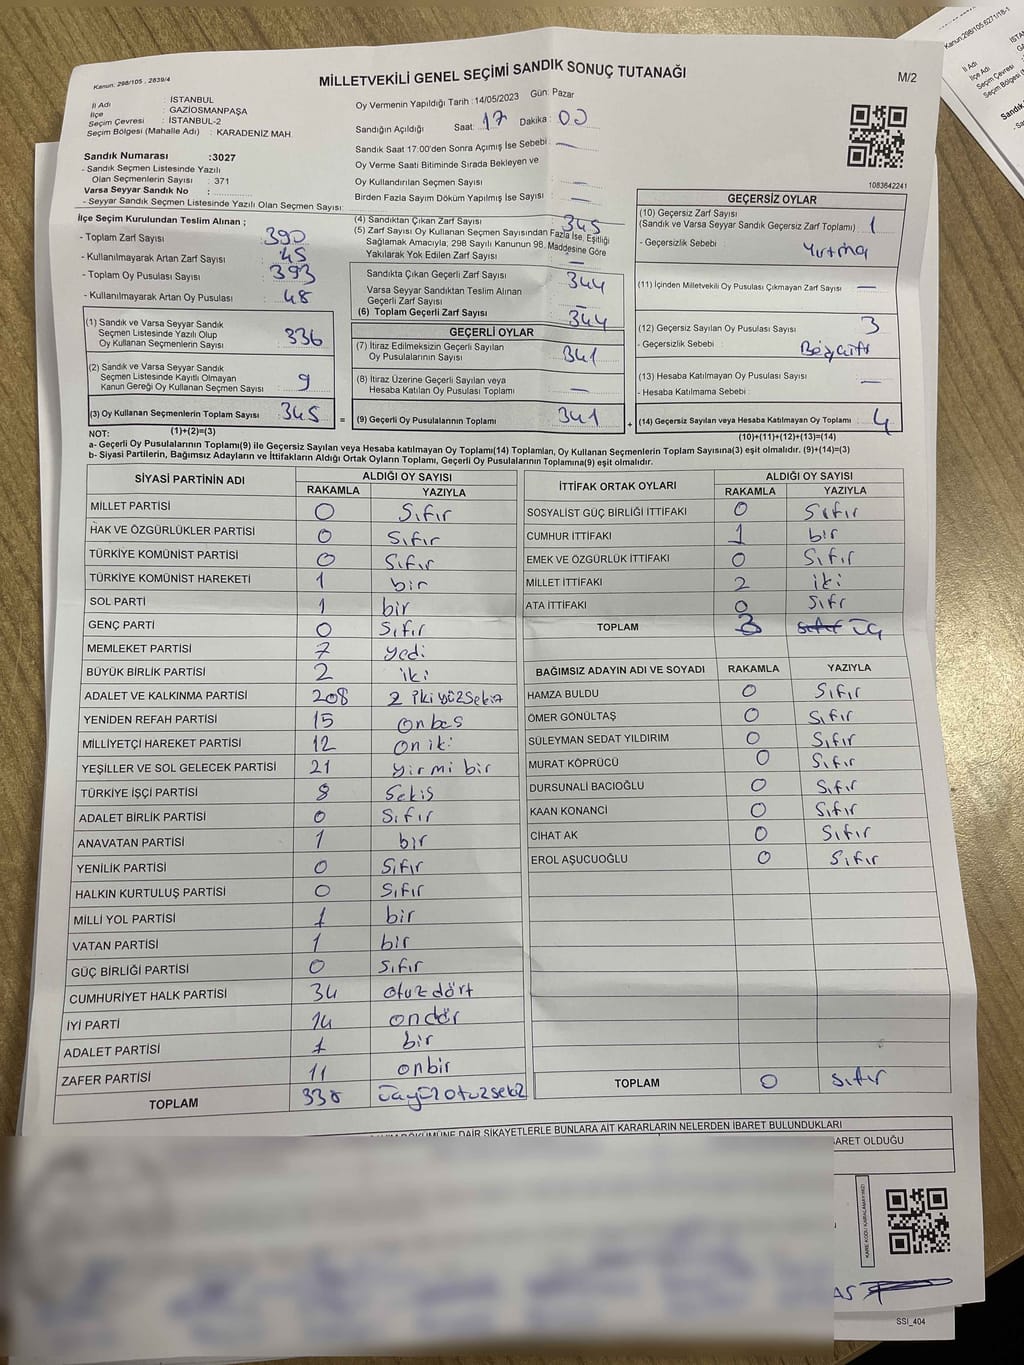 Kanun: 298/105 , 2839/4
MİLLETVEKİLİ GENEL SEÇİMİ SANDIK SONUÇ TUTANAĞI
M/2
İl Adı : İSTANBUL
İlçe : GAZİOSMANPAŞA
Seçim Çevresi : İSTANBUL-2
Seçim Bölgesi (Mahalle Adı) : KARADENİZ MAH.
Sandık Numarası :3027
- Sandık Seçmen Listesinde Yazılı
Olan Seçmenlerin Sayısı : 371
Varsa Seyyar Sandık No :
- Seyyar Sandık Seçmen Listesinde Yazılı Olan Seçmen Sayısı:
Oy Vermenin Yapıldığı Tarih :14/05/2023 Gün: Pazar
Sandığın Açıldığı Saat: 17 Dakika : 00
Sandık Saat 17:00'den Sonra Açımış İse Sebebi: —
Oy Verme Saati Bitiminde Sırada Bekleyen ve
Oy Kullandırılan Seçmen Sayısı —
Birden Fazla Sayım Döküm Yapılmış İse Sayısı —
1083642241
İlçe Seçim Kurulundan Teslim Alınan ;
- Toplam Zarf Sayısı 390
- Kullanılmayarak Artan Zarf Sayısı 45
- Toplam Oy Pusulası Sayısı 393
- Kullanılmayarak Artan Oy Pusulası 48
(1) Sandık ve Varsa Seyyar Sandık
Seçmen Listesinde Yazılı Olup
Oy Kullanan Seçmenlerin Sayısı 336
(2) Sandık ve Varsa Seyyar Sandık
Seçmen Listesinde Kayıtlı Olmayan
Kanun Gereği Oy Kullanan Seçmen Sayısı 9
(3) Oy Kullanan Seçmenlerin Toplam Sayısı 345
(1)+(2)=(3)
(4) Sandıktan Çıkan Zarf Sayısı 345
(5) Zarf Sayısı Oy Kullanan Seçmen Sayısından Fazla İse, Eşitliği
Sağlamak Amacıyla, 298 Sayılı Kanunun 98. Maddesine Göre
Yakılarak Yok Edilen Zarf Sayısı —
Sandıkta Çıkan Geçerli Zarf Sayısı 344
Varsa Seyyar Sandıktan Teslim Alınan
Geçerli Zarf Sayısı —
(6) Toplam Geçerli Zarf Sayısı 344
GEÇERLİ OYLAR
(7) İtiraz Edilmeksizin Geçerli Sayılan
Oy Pusulalarının Sayısı 341
(8) İtiraz Üzerine Geçerli Sayılan veya
Hesaba Katılan Oy Pusulaları Toplamı —
= (9) Geçerli Oy Pusulalarının Toplamı 341
GEÇERSİZ OYLAR
(10) Geçersiz Zarf Sayısı
(Sandık ve Varsa Seyyar Sandık Geçersiz Zarf Toplamı) 1
- Geçersizlik Sebebi : Yırtma
(11) İçinden Milletvekili Oy Pusulası Çıkmayan Zarf Sayısı —
(12) Geçersiz Sayılan Oy Pusulası Sayısı 3
- Geçersizlik Sebebi :
(13) Hesaba Katılmayan Oy Pusulası Sayısı —
- Hesaba Katılmama Sebebi :
+ (14) Geçersiz Sayılan veya Hesaba Katılmayan Oy Toplamı 4
(10)+(11)+(12)+(13)=(14)
NOT:
a- Geçerli Oy Pusulalarının Toplamı(9) ile Geçersiz Sayılan veya Hesaba katılmayan Oy Toplamı(14) Toplamları, Oy Kullanan Seçmenlerin Toplam Sayısına(3) eşit olmalıdır. (9)+(14)=(3)
b- Siyasi Partilerin, Bağımsız Adayların ve İttifakların Aldığı Ortak Oyların Toplamı, Geçerli Oy Pusulalarının Toplamına(9) eşit olmalıdır.
SİYASİ PARTİNİN ADI ALDIĞI OY SAYISI
RAKAMLA YAZIYLA
MİLLET PARTİSİ 0 Sıfır
HAK VE ÖZGÜRLÜKLER PARTİSİ 0 Sıfır
TÜRKİYE KOMÜNİST PARTİSİ 0 Sıfır
TÜRKİYE KOMÜNİST HAREKETİ 1 bir
SOL PARTİ 1 bir
GENÇ PARTİ 0 Sıfır
MEMLEKET PARTİSİ 7 yedi
BÜYÜK BİRLİK PARTİSİ 2 iki
ADALET VE KALKINMA PARTİSİ 208 2 ikiyüzsekiz
YENİDEN REFAH PARTİSİ 15 onbeş
MİLLİYETÇİ HAREKET PARTİSİ 12 on iki
YEŞİLLER VE SOL GELECEK PARTİSİ 21 yirmi bir
TÜRKİYE İŞÇİ PARTİSİ 8 Sekis
ADALET BİRLİK PARTİSİ 0 Sıfır
ANAVATAN PARTİSİ 1 bir
YENİLİK PARTİSİ 0 Sıfır
HALKIN KURTULUŞ PARTİSİ 0 Sıfır
MİLLİ YOL PARTİSİ 1 bir
VATAN PARTİSİ 1 bir
GÜÇ BİRLİĞİ PARTİSİ 0 Sıfır
CUMHURİYET HALK PARTİSİ 34 otuzdört
İYİ PARTİ 14 ondör
ADALET PARTİSİ 1 bir
ZAFER PARTİSİ 11 onbir
TOPLAM 338 üçyüzotuzsekz
İTTİFAK ORTAK OYLARI ALDIĞI OY SAYISI
RAKAMLA YAZIYLA
SOSYALİST GÜÇ BİRLİĞİ İTTİFAKI 0 Sıfır
CUMHUR İTTİFAKI 1 bir
EMEK VE ÖZGÜRLÜK İTTİFAKI 0 Sıfır
MİLLET İTTİFAKI 2 iki
ATA İTTİFAKI 0 Sıfr
TOPLAM 3 üç
BAĞIMSIZ ADAYIN ADI VE SOYADI RAKAMLA YAZIYLA
HAMZA BULDU 0 Sıfır
ÖMER GÖNÜLTAŞ 0 Sıfır
SÜLEYMAN SEDAT YILDIRIM 0 Sıfır
MURAT KÖPRÜCÜ 0 Sıfır
DURSUNALİ BACIOĞLU 0 Sıfır
KAAN KONANCİ 0 Sıfır
CİHAT AK 0 Sıfır
EROL AŞUCUOĞLU 0 Sıfır
TOPLAM 0 Sıfır
DÖKÜMÜNE DAİR ŞİKAYETLERLE BUNLARA AİT KARARLARIN NELERDEN İBARET BULUNDUKLARI
BARET OLDUĞU
SSI_404
Kanun:298/105,6271/18-1
İl Adı
İlçe Adı
Seçim Çevresi